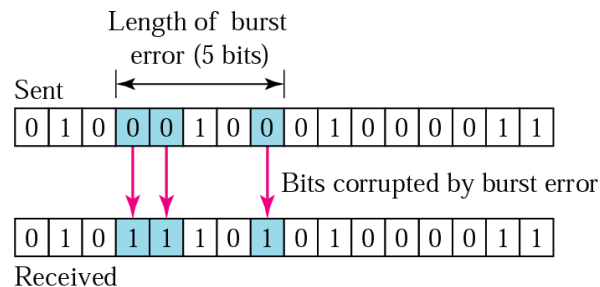 Length of burst
error (5 bits)
Sent
0 1 0 0 0 1 0 0 0 1 0 0 0 0 1 1
Bits corrupted by burst error
0 1 0 1 1 1 0 1 0 1 0 0 0 0 1 1
Received